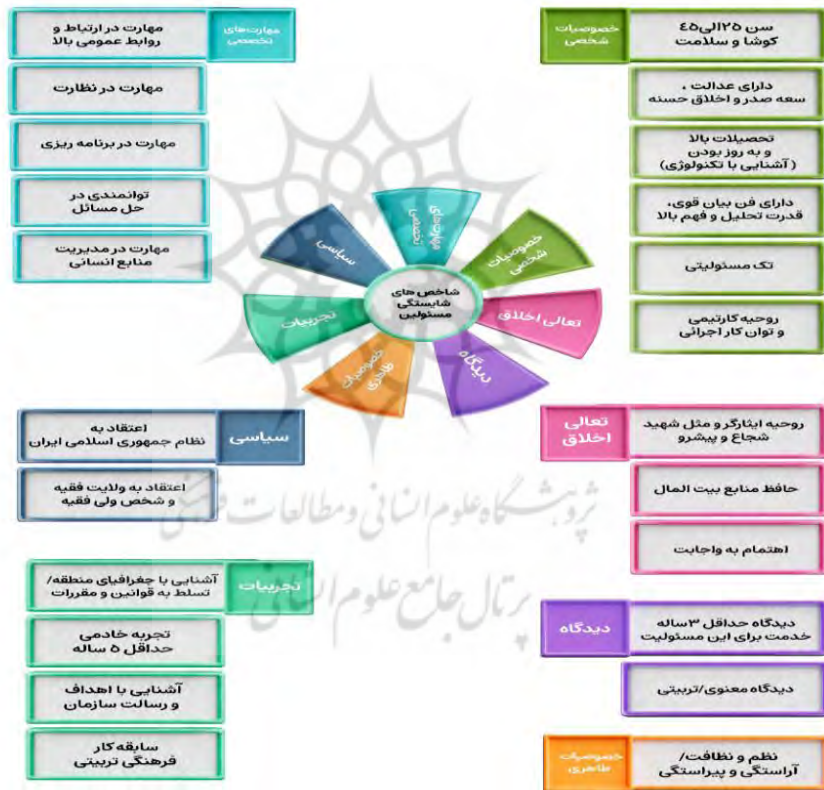 خصوصیات
شخصی
سن ۲۵الی۴۵
کوشا و سلامت
دارای عدالت ،
سعه صدر و اخلاق حسنه
تحصیلات بالا
و به روز بودن
( آشنایی با تکنولوژی)
دارای فن بیان قوی،
قدرت تحلیل و فهم بالا
تک مسئولیتی
روحیه کارتیمی
و توان کار اجرائی
مهارت‌های
تخصصی
مهارت در ارتباط و
روابط عمومی بالا
مهارت در نظارت
مهارت در برنامه ریزی
توانمندی در
حل مسائل
مهارت در مدیریت
منابع انسانی
شاخص های
شایستگی
مسئولین
مهارت‌های
تخصصی
خصوصیات
شخصی
تعالی اخلاق
دیدگاه
خصوصیات
ظاهری
تجربیات
سیاسی
تعالی
اخلاق
روحیه ایثارگر و مثل شهید
شجاع و پیشرو
حافظ منابع بیت المال
اهتمام به واجابت
سیاسی
اعتقاد به
نظام جمهوری اسلامی ایران
اعتقاد به ولایت فقیه
و شخص ولی فقیه
پژوهشگاه علوم انسانی و مطالعات فرهنگی
پرتال جامع علوم انسانی
دیدگاه
دیدگاه حداقل ۳ساله
خدمت برای این مسئولیت
دیدگاه معنوی/تربیتی
تجربیات
آشنایی با جغرافیای منطقه/
تسلط به قوانین و مقررات
تجربه خادمی
حداقل ۵ ساله
آشنایی با اهداف
و رسالت سازمان
سابقه کار
فرهنگی تربیتی
خصوصیات
ظاهری
نظم و نظافت/
آراستگی و پیراستگی